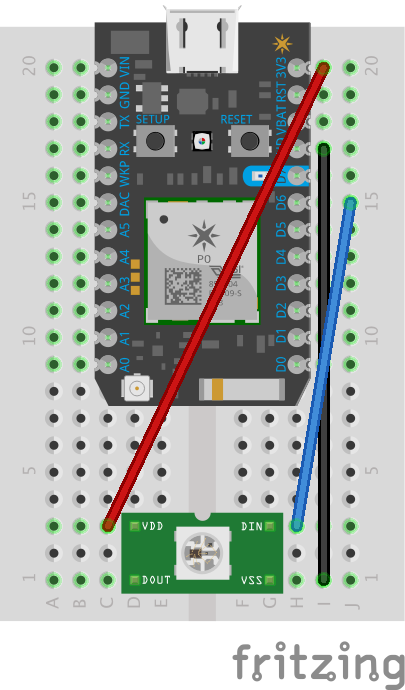 20 VIN 3V3 20
GND RST
TX VBAT
SETUP RESET
RX
WKP D7
15 DAC D6 15
A5 D5
A4 D4
P0
A3 D3
A2 D2
10 A1 D1 10
A0 D0
5 5
VDD DIN
DOUT VSS
1 1
A B C D E F G H I J
fritzing